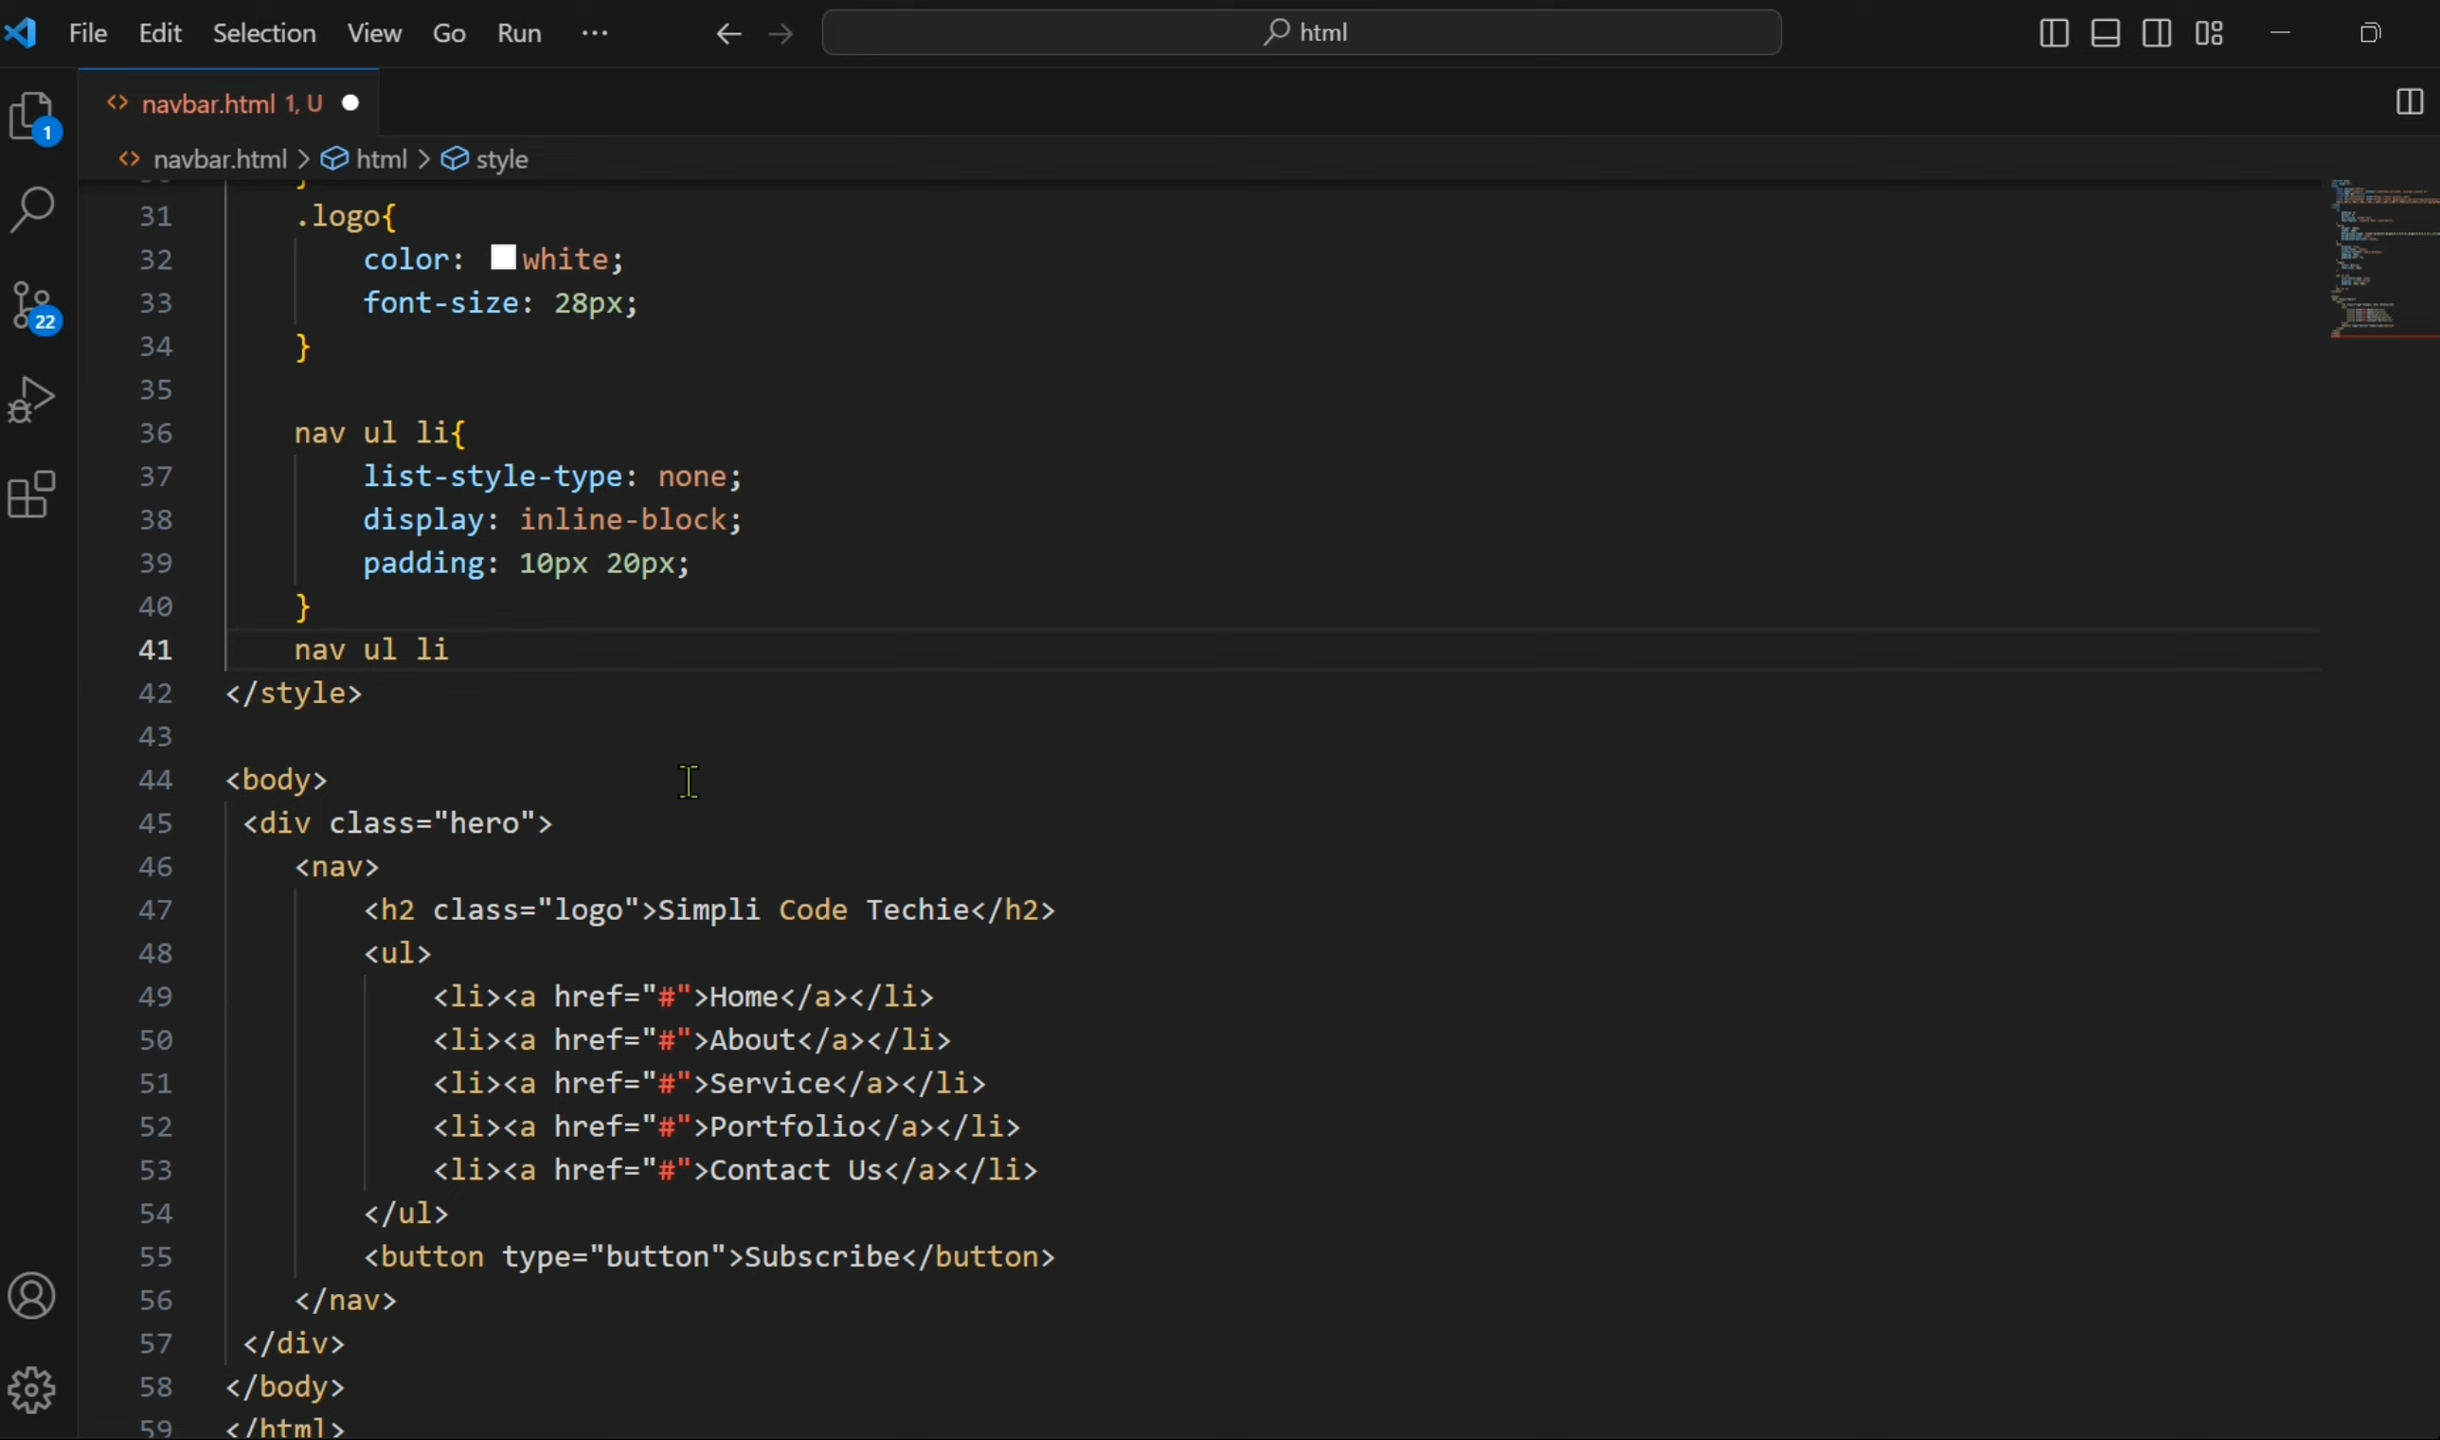 File Edit Selection View Go Run ··· html
navbar.html 1, U
navbar.html > html > style
1
22
31 .logo{
32 color: white;
33 font-size: 28px;
34 }
35
36 nav ul li{
37 list-style-type: none;
38 display: inline-block;
39 padding: 10px 20px;
40 }
41 nav ul li
42 </style>
43
44 <body>
45 <div class="hero">
46 <nav>
47 <h2 class="logo">Simpli Code Techie</h2>
48 <ul>
49 <li><a href="#">Home</a></li>
50 <li><a href="#">About</a></li>
51 <li><a href="#">Service</a></li>
52 <li><a href="#">Portfolio</a></li>
53 <li><a href="#">Contact Us</a></li>
54 </ul>
55 <button type="button">Subscribe</button>
56 </nav>
57 </div>
58 </body>
59 </html>